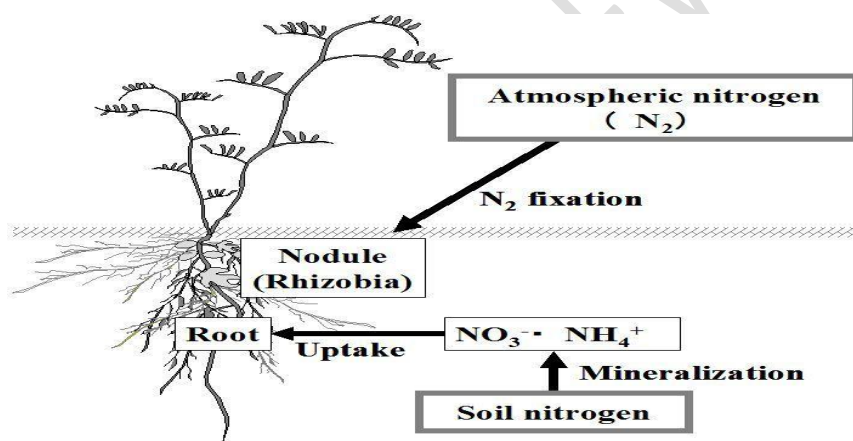 Atmospheric nitrogen
( N₂)
N₂ fixation
Nodule
(Rhizobia)
Root
Uptake
NO₃⁻· NH₄⁺
Mineralization
Soil nitrogen